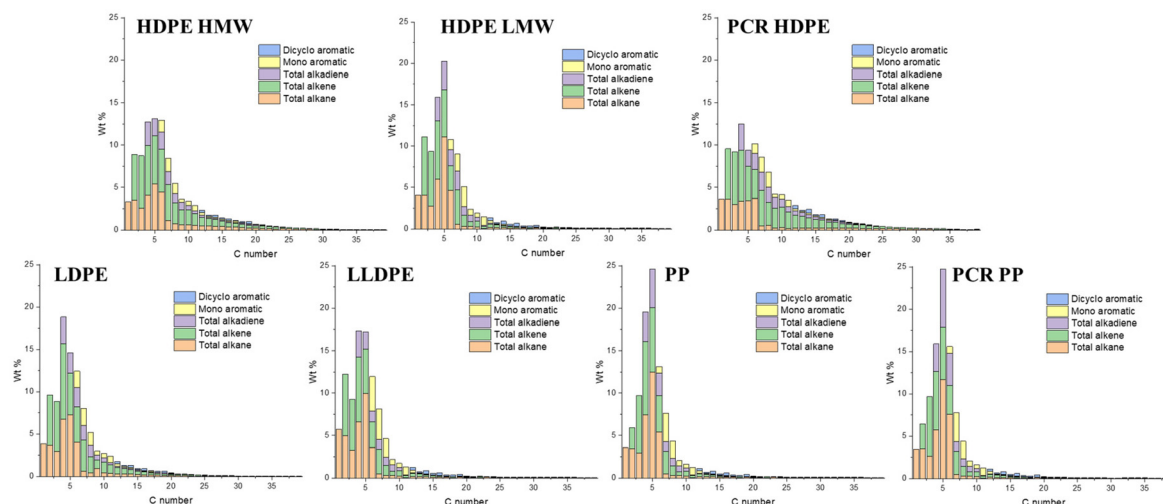 HDPE HMW
25
20
15
10
5
0
Wt %
Dicyclo aromatic
Mono aromatic
Total alkadiene
Total alkene
Total alkane
5 10 15 20 25 30 35
C number
HDPE LMW
25
20
15
10
5
0
Wt %
Dicyclo aromatic
Mono aromatic
Total alkadiene
Total alkene
Total alkane
5 10 15 20 25 30 35
C number
PCR HDPE
25
20
15
10
5
0
Wt %
Dicyclo aromatic
Mono aromatic
Total alkadiene
Total alkene
Total alkane
5 10 15 20 25 30 35
C number
LDPE
25
20
15
10
5
0
Wt %
Dicyclo aromatic
Mono aromatic
Total alkadiene
Total alkene
Total alkane
5 10 15 20 25 30 35
C number
LLDPE
25
20
15
10
5
0
Wt %
Dicyclo aromatic
Mono aromatic
Total alkadiene
Total alkene
Total alkane
5 10 15 20 25 30 35
C number
PP
25
20
15
10
5
0
Wt %
Dicyclo aromatic
Mono aromatic
Total alkadiene
Total alkene
Total alkane
5 10 15 20 25 30 35
C number
PCR PP
25
20
15
10
5
0
Wt %
Dicyclo aromatic
Mono aromatic
Total alkadiene
Total alkene
Total alkane
5 10 15 20 25 30 35
C number